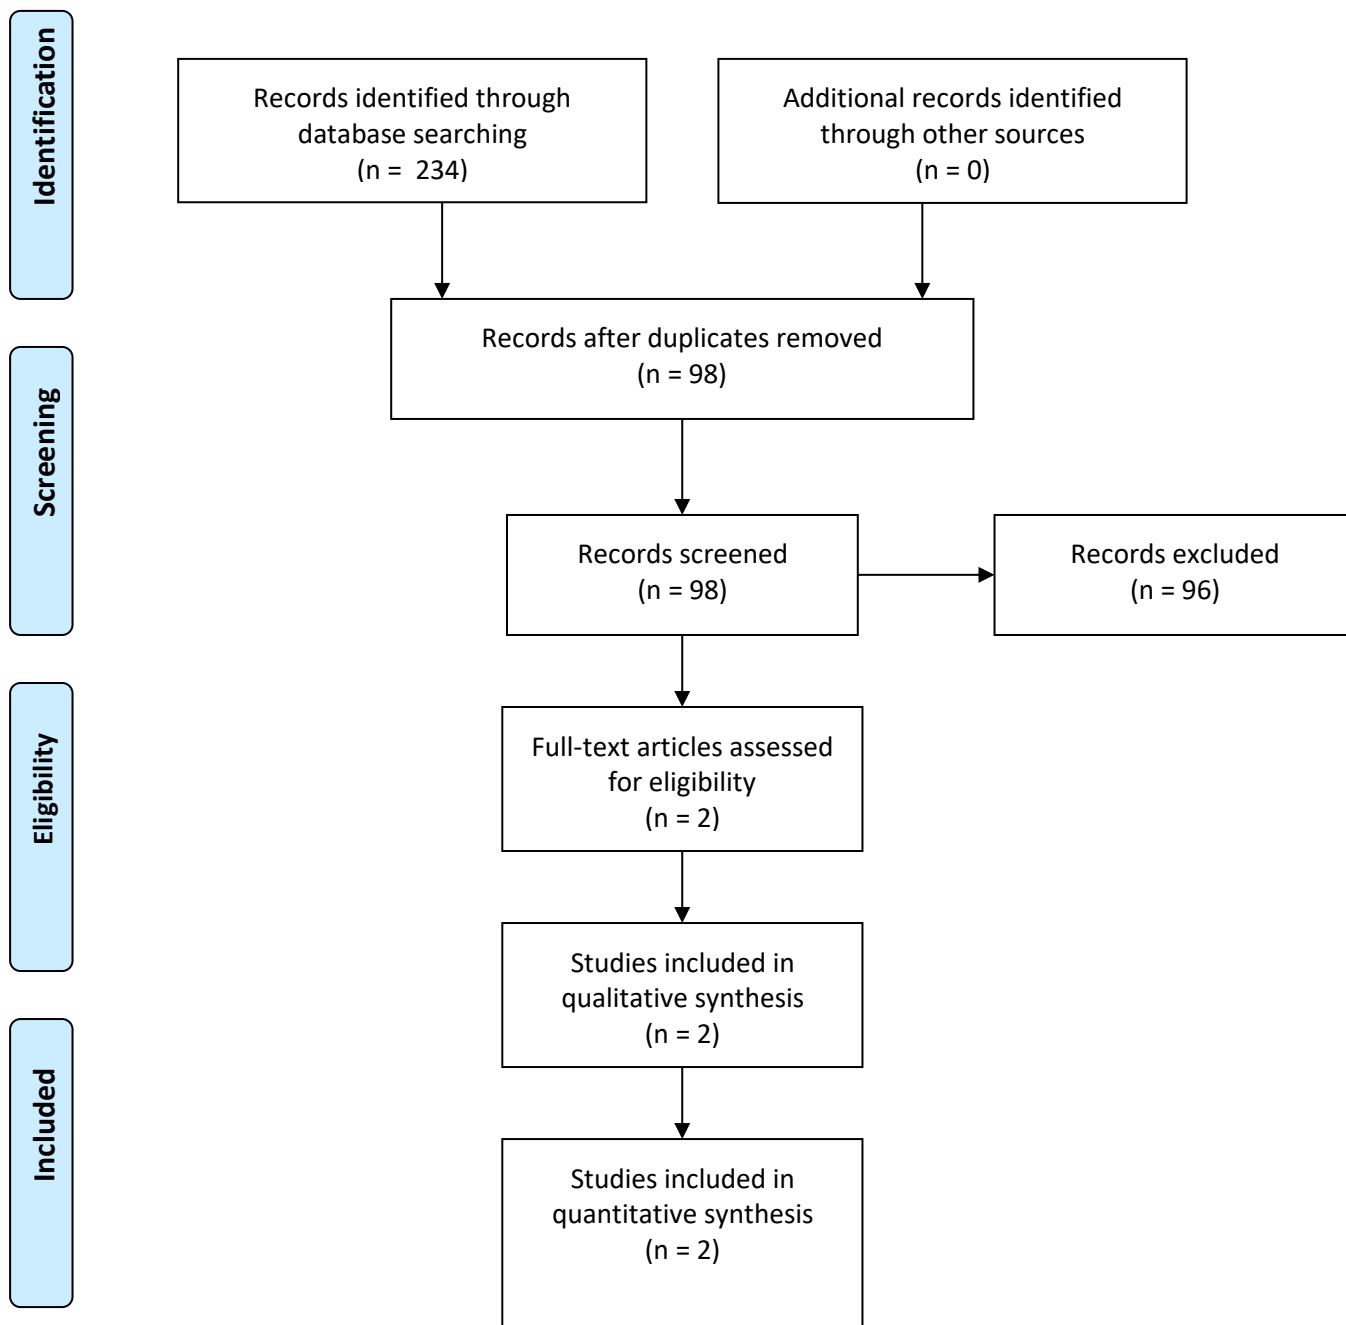 Identification
Records identified through
database searching
(n =  234)
Additional records identified
through other sources
(n = 0)
Records after duplicates removed
(n = 98)
Screening
Records screened
(n = 98)
Records excluded
(n = 96)
Eligibility
Full-text articles assessed
for eligibility
(n = 2)
Studies included in
qualitative synthesis
(n = 2)
Included
Studies included in
quantitative synthesis
(n = 2)